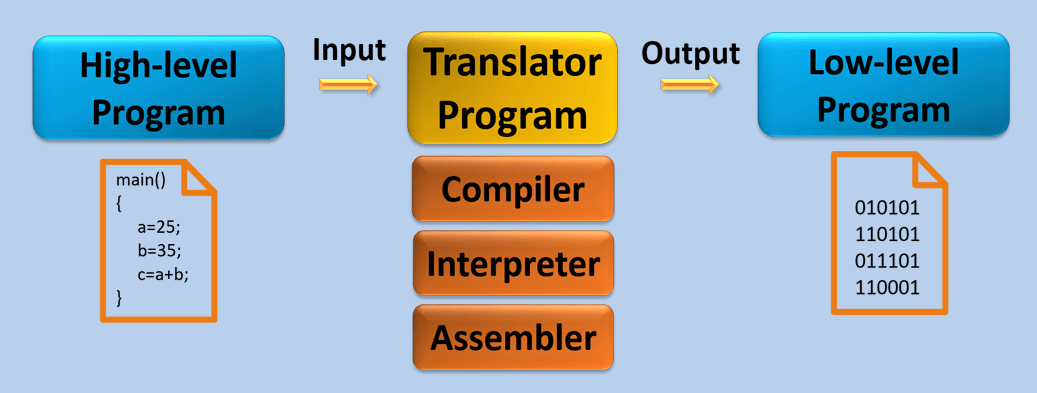 High-level
Program
Input
Translator
Program
Output
Low-level
Program
main()
{
a=25;
b=35;
c=a+b;
}
Compiler
Interpreter
Assembler
010101
110101
011101
110001